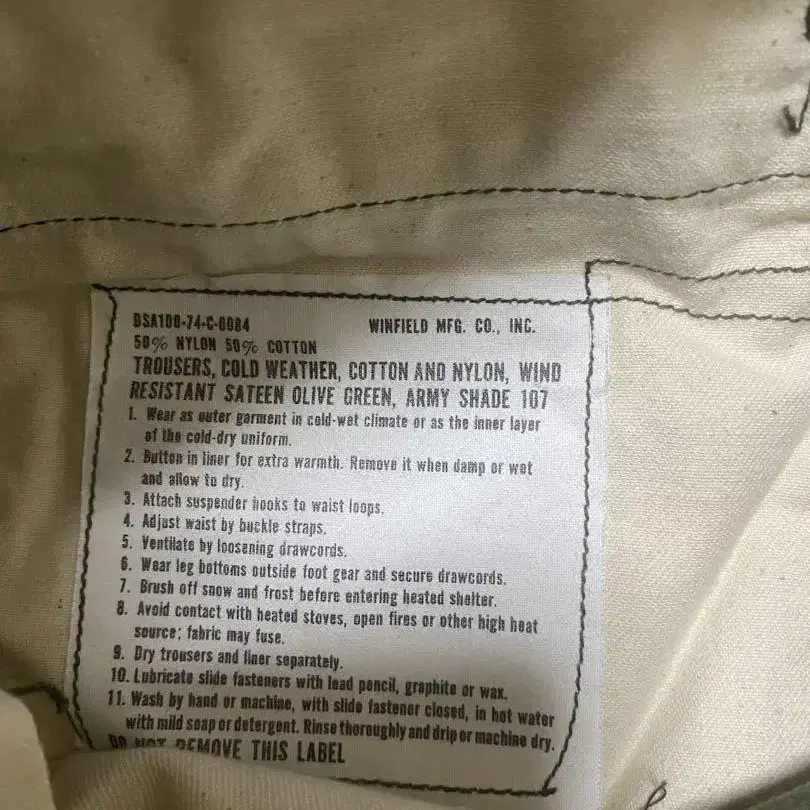 DSA100-74-C-0084 WINFIELD MFG. CO., INC.
50% NYLON 50% COTTON
TROUSERS, COLD WEATHER, COTTON AND NYLON, WIND
RESISTANT SATEEN OLIVE GREEN, ARMY SHADE 107
1. Wear as outer garment in cold-wet climate or as the inner layer
of the cold-dry uniform.
2. Button in liner for extra warmth. Remove it when damp or wet
and allow to dry.
3. Attach suspender hooks to waist loops.
4. Adjust waist by buckle straps.
5. Ventilate by loosening drawcords.
6. Wear leg bottoms outside foot gear and secure drawcords.
7. Brush off snow and frost before entering heated shelter.
8. Avoid contact with heated stoves, open fires or other high heat
source; fabric may fuse.
9. Dry trousers and liner separately.
10. Lubricate slide fasteners with lead pencil, graphite or wax.
11. Wash by hand or machine, with slide fastener closed, in hot water
with mild soap or detergent. Rinse thoroughly and drip or machine dry.
DO NOT REMOVE THIS LABEL